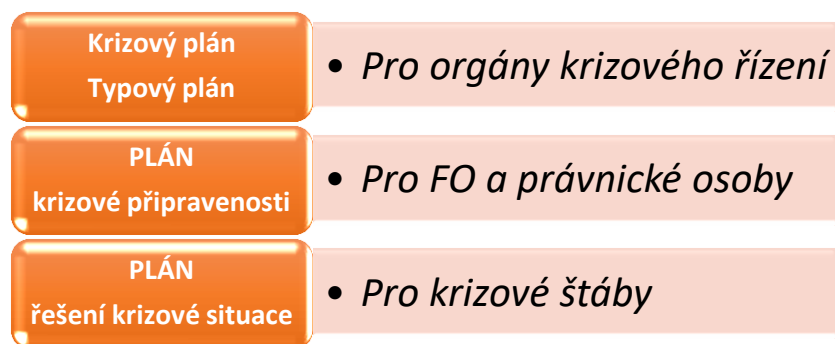 Krizový plán
Typový plán
• Pro orgány krizového řízení
PLÁN
krizové připravenosti
• Pro FO a právnické osoby
PLÁN
řešení krizové situace
• Pro krizové štáby